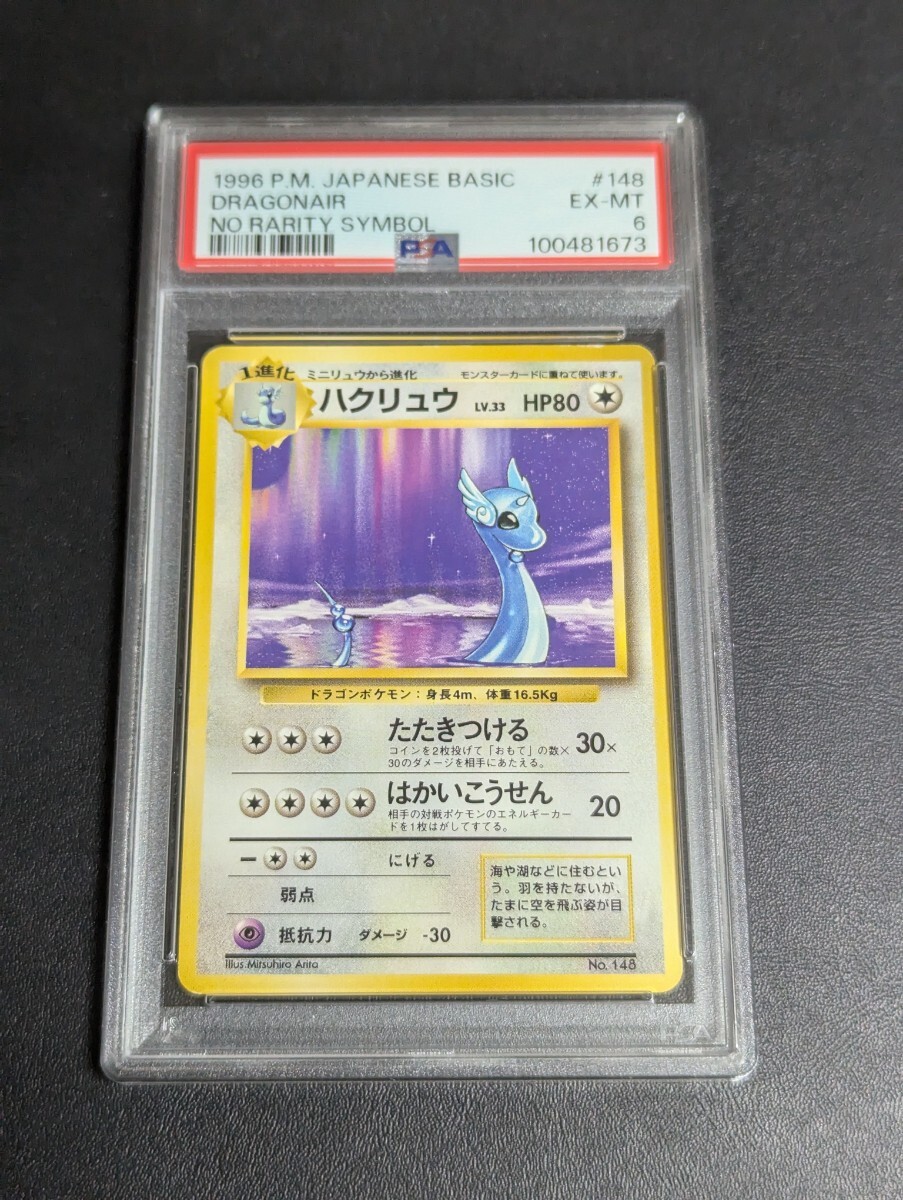 1996 P.M. JAPANESE BASIC #148
DRAGONAIR EX-MT
NO RARITY SYMBOL 6
PSA 100481673
1進化 ミニリュウから進化 モンスターカードに重ねて使います。
ハクリュウ LV.33 HP80
ドラゴンポケモン：身長4m、体重16.5Kg
たたきつける 30×
コインを2枚投げて「おもて」の数×
30のダメージを相手にあたえる。
はかいこうせん 20
相手の対戦ポケモンのエネルギーカー
ドを1枚はがしてすてる。
ー にげる
弱点
抵抗力 ダメージ -30
海や湖などに住むとい
う。羽を持たないが、
たまに空を飛ぶ姿が目
撃される。
Illus.Mitsuhiro Arita No. 148